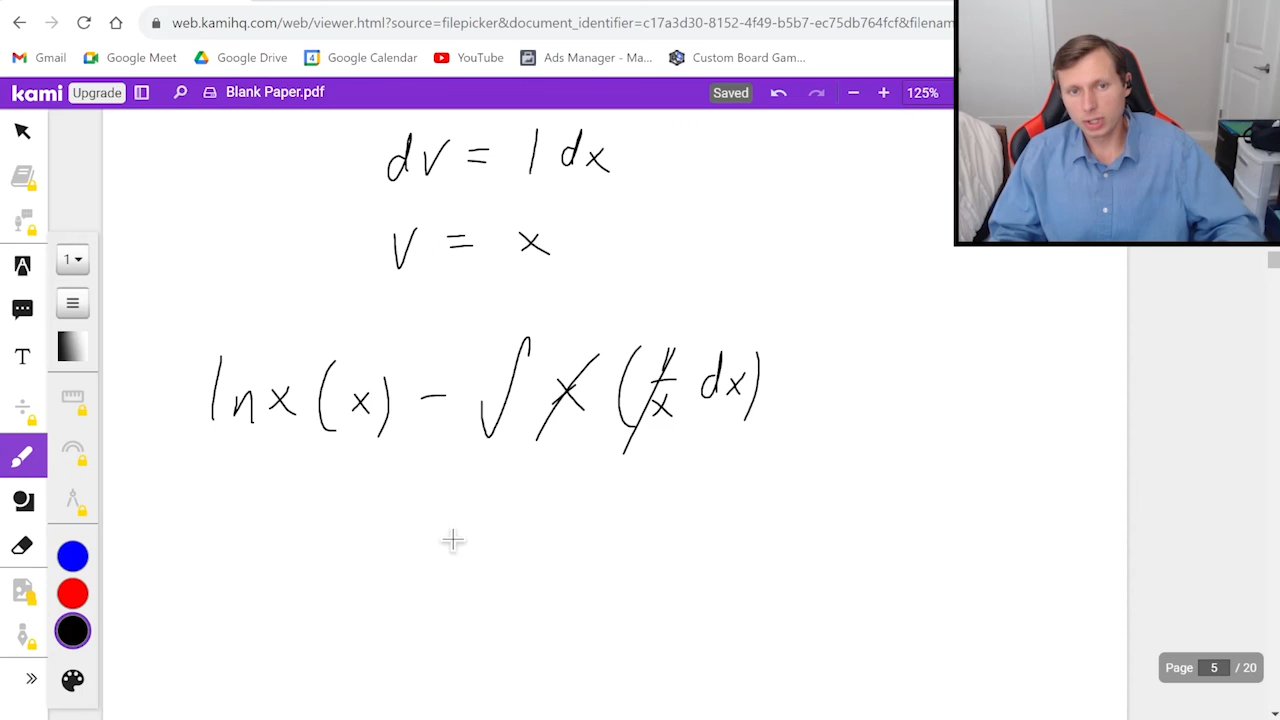 web.kamihq.com/web/viewer.html?source=filepicker&document_identifier=c17a3d30-8152-4f49-b5b7-ec75db764fcf&filenam
Gmail Google Meet Google Drive 4 Google Calendar YouTube Ads Manager - Ma... Custom Board Gam...
kami Upgrade Blank Paper.pdf Saved 125%
dv = 1 dx
v = x
1
ln x (x) - ∫ x (1/x dx)
A
T
Page 5 / 20